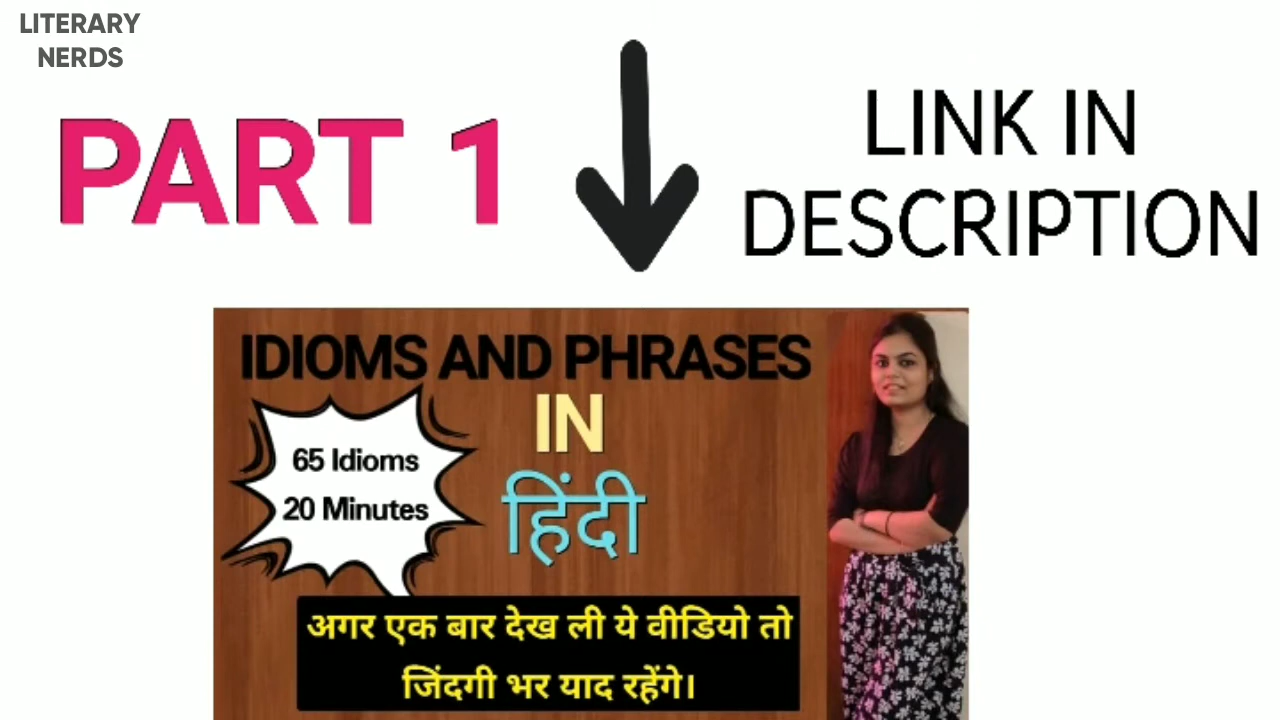 LITERARY
NERDS
PART 1
LINK IN
DESCRIPTION
IDIOMS AND PHRASES
IN
हिंदी
65 Idioms
20 Minutes
अगर एक बार देख ली ये वीडियो तो
जिंदगी भर याद रहेंगे।